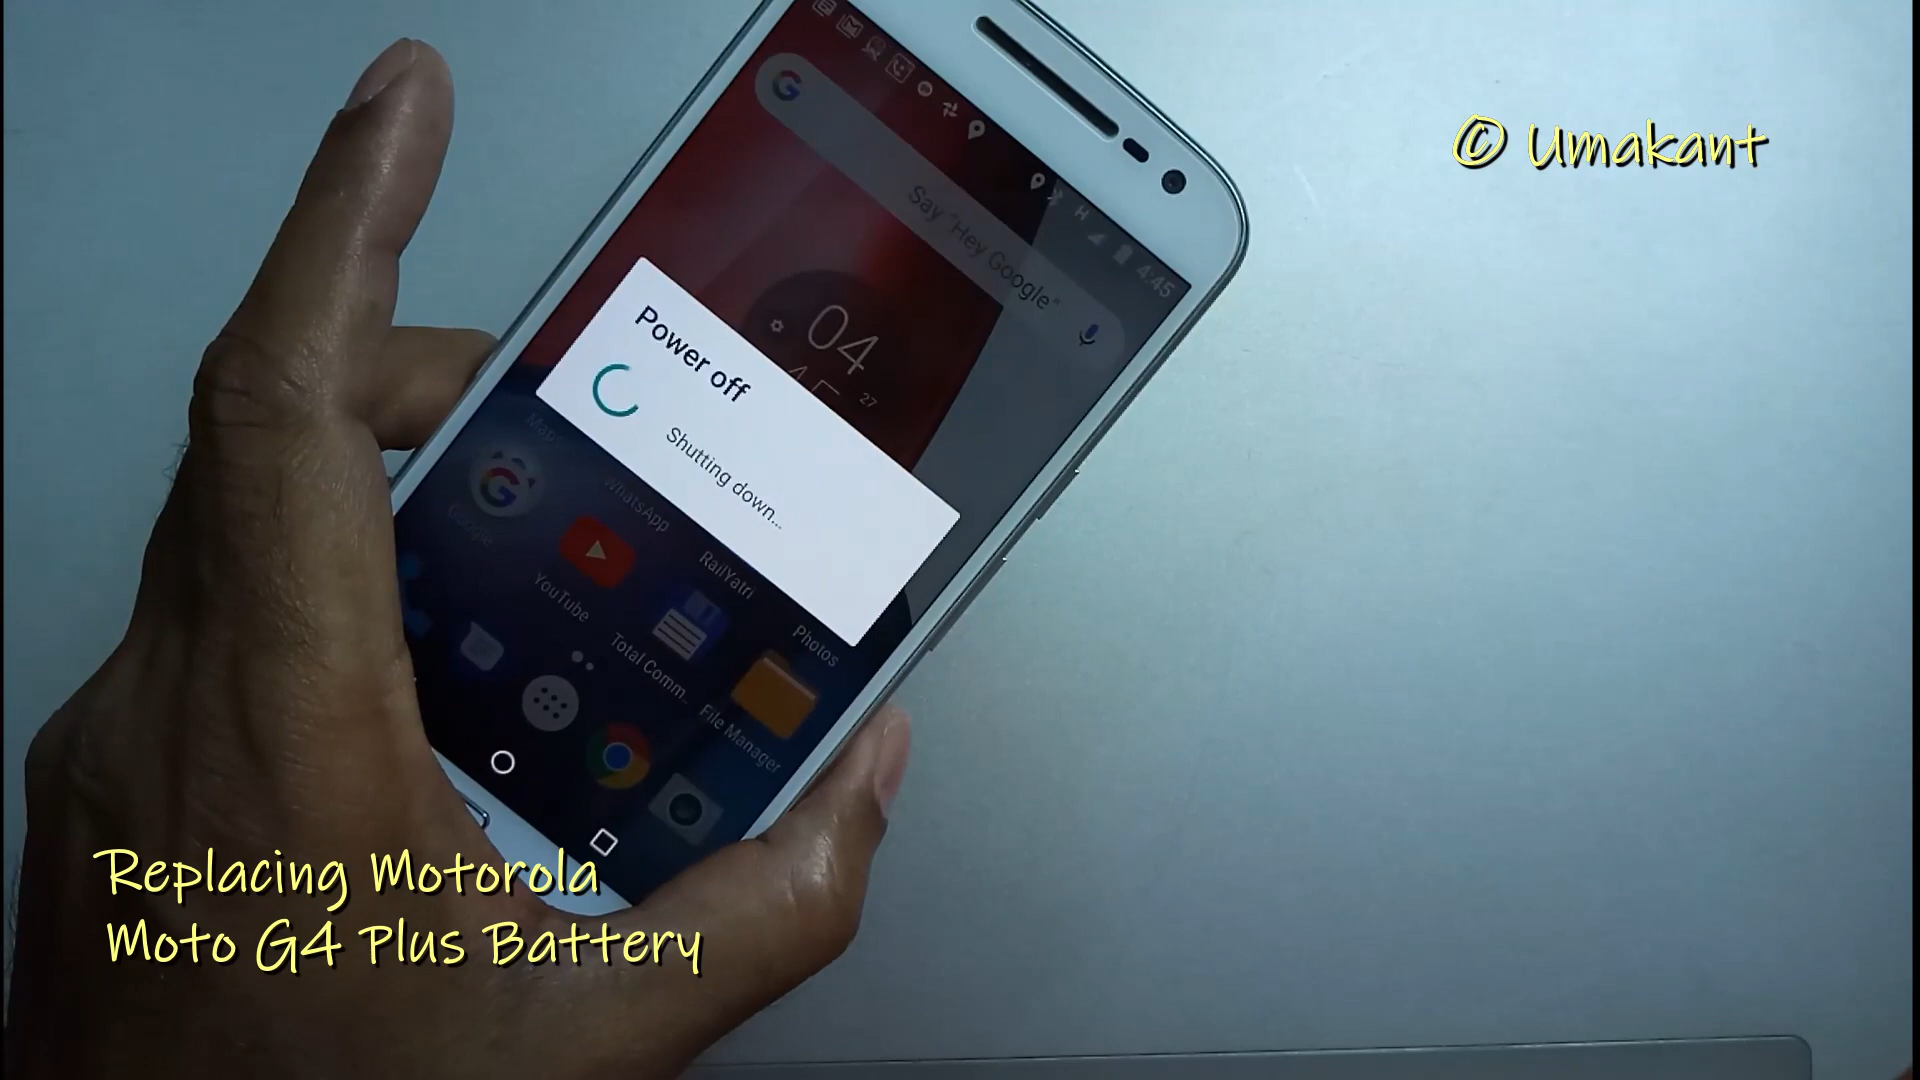 4:45
Say "Hey Google"
04
27
Power off
Shutting down...
WhatsApp
RailYatri
Photos
Google
YouTube
Total Comm...
File Manager
© Umakant
Replacing Motorola
Moto G4 Plus Battery